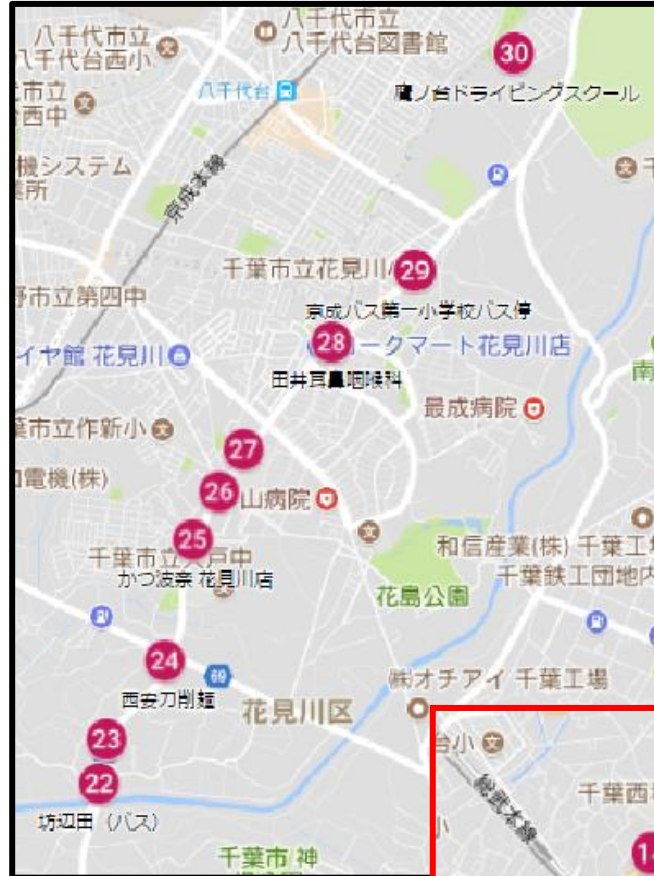 八千代市立
八千代台西小
八千代市立
八千代台図書館
30
市立
台西中
八千代台
鷹ノ台ドライビングスクール
機システム
京成本線
千葉市立花見川
29
野市立第四中
京成バス第一小学校バス停
28
ークマート花見川店
イヤ館 花見川
田井耳鼻咽喉科
南
最成病院
葉市立作新小
27
電機(株)
26
山病院
25
千葉市立
戸中
かつ波奈 花見川店
和信産業(株) 千葉工場
千葉鉄工団地内
花島公園
24
69
西安刀削麺
花見川区
㈱オチアイ 千葉工場
23
22
坊辺田（バス）
台小
総武本線
千葉西
14
千葉市 神